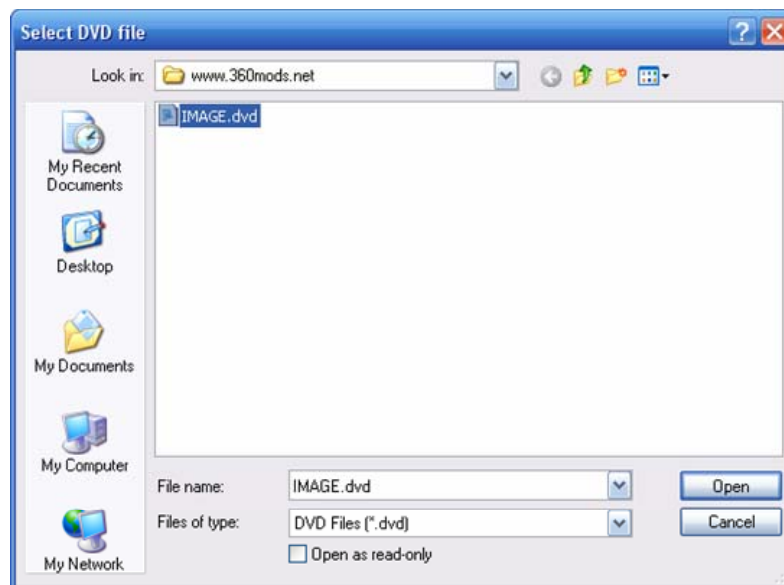 Select DVD file
Look in:
www.360mods.net
IMAGE.dvd
My Recent
Documents
Desktop
My Documents
My Computer
My Network
File name:
IMAGE.dvd
Open
Files of type:
DVD Files (*.dvd)
Cancel
Open as read-only